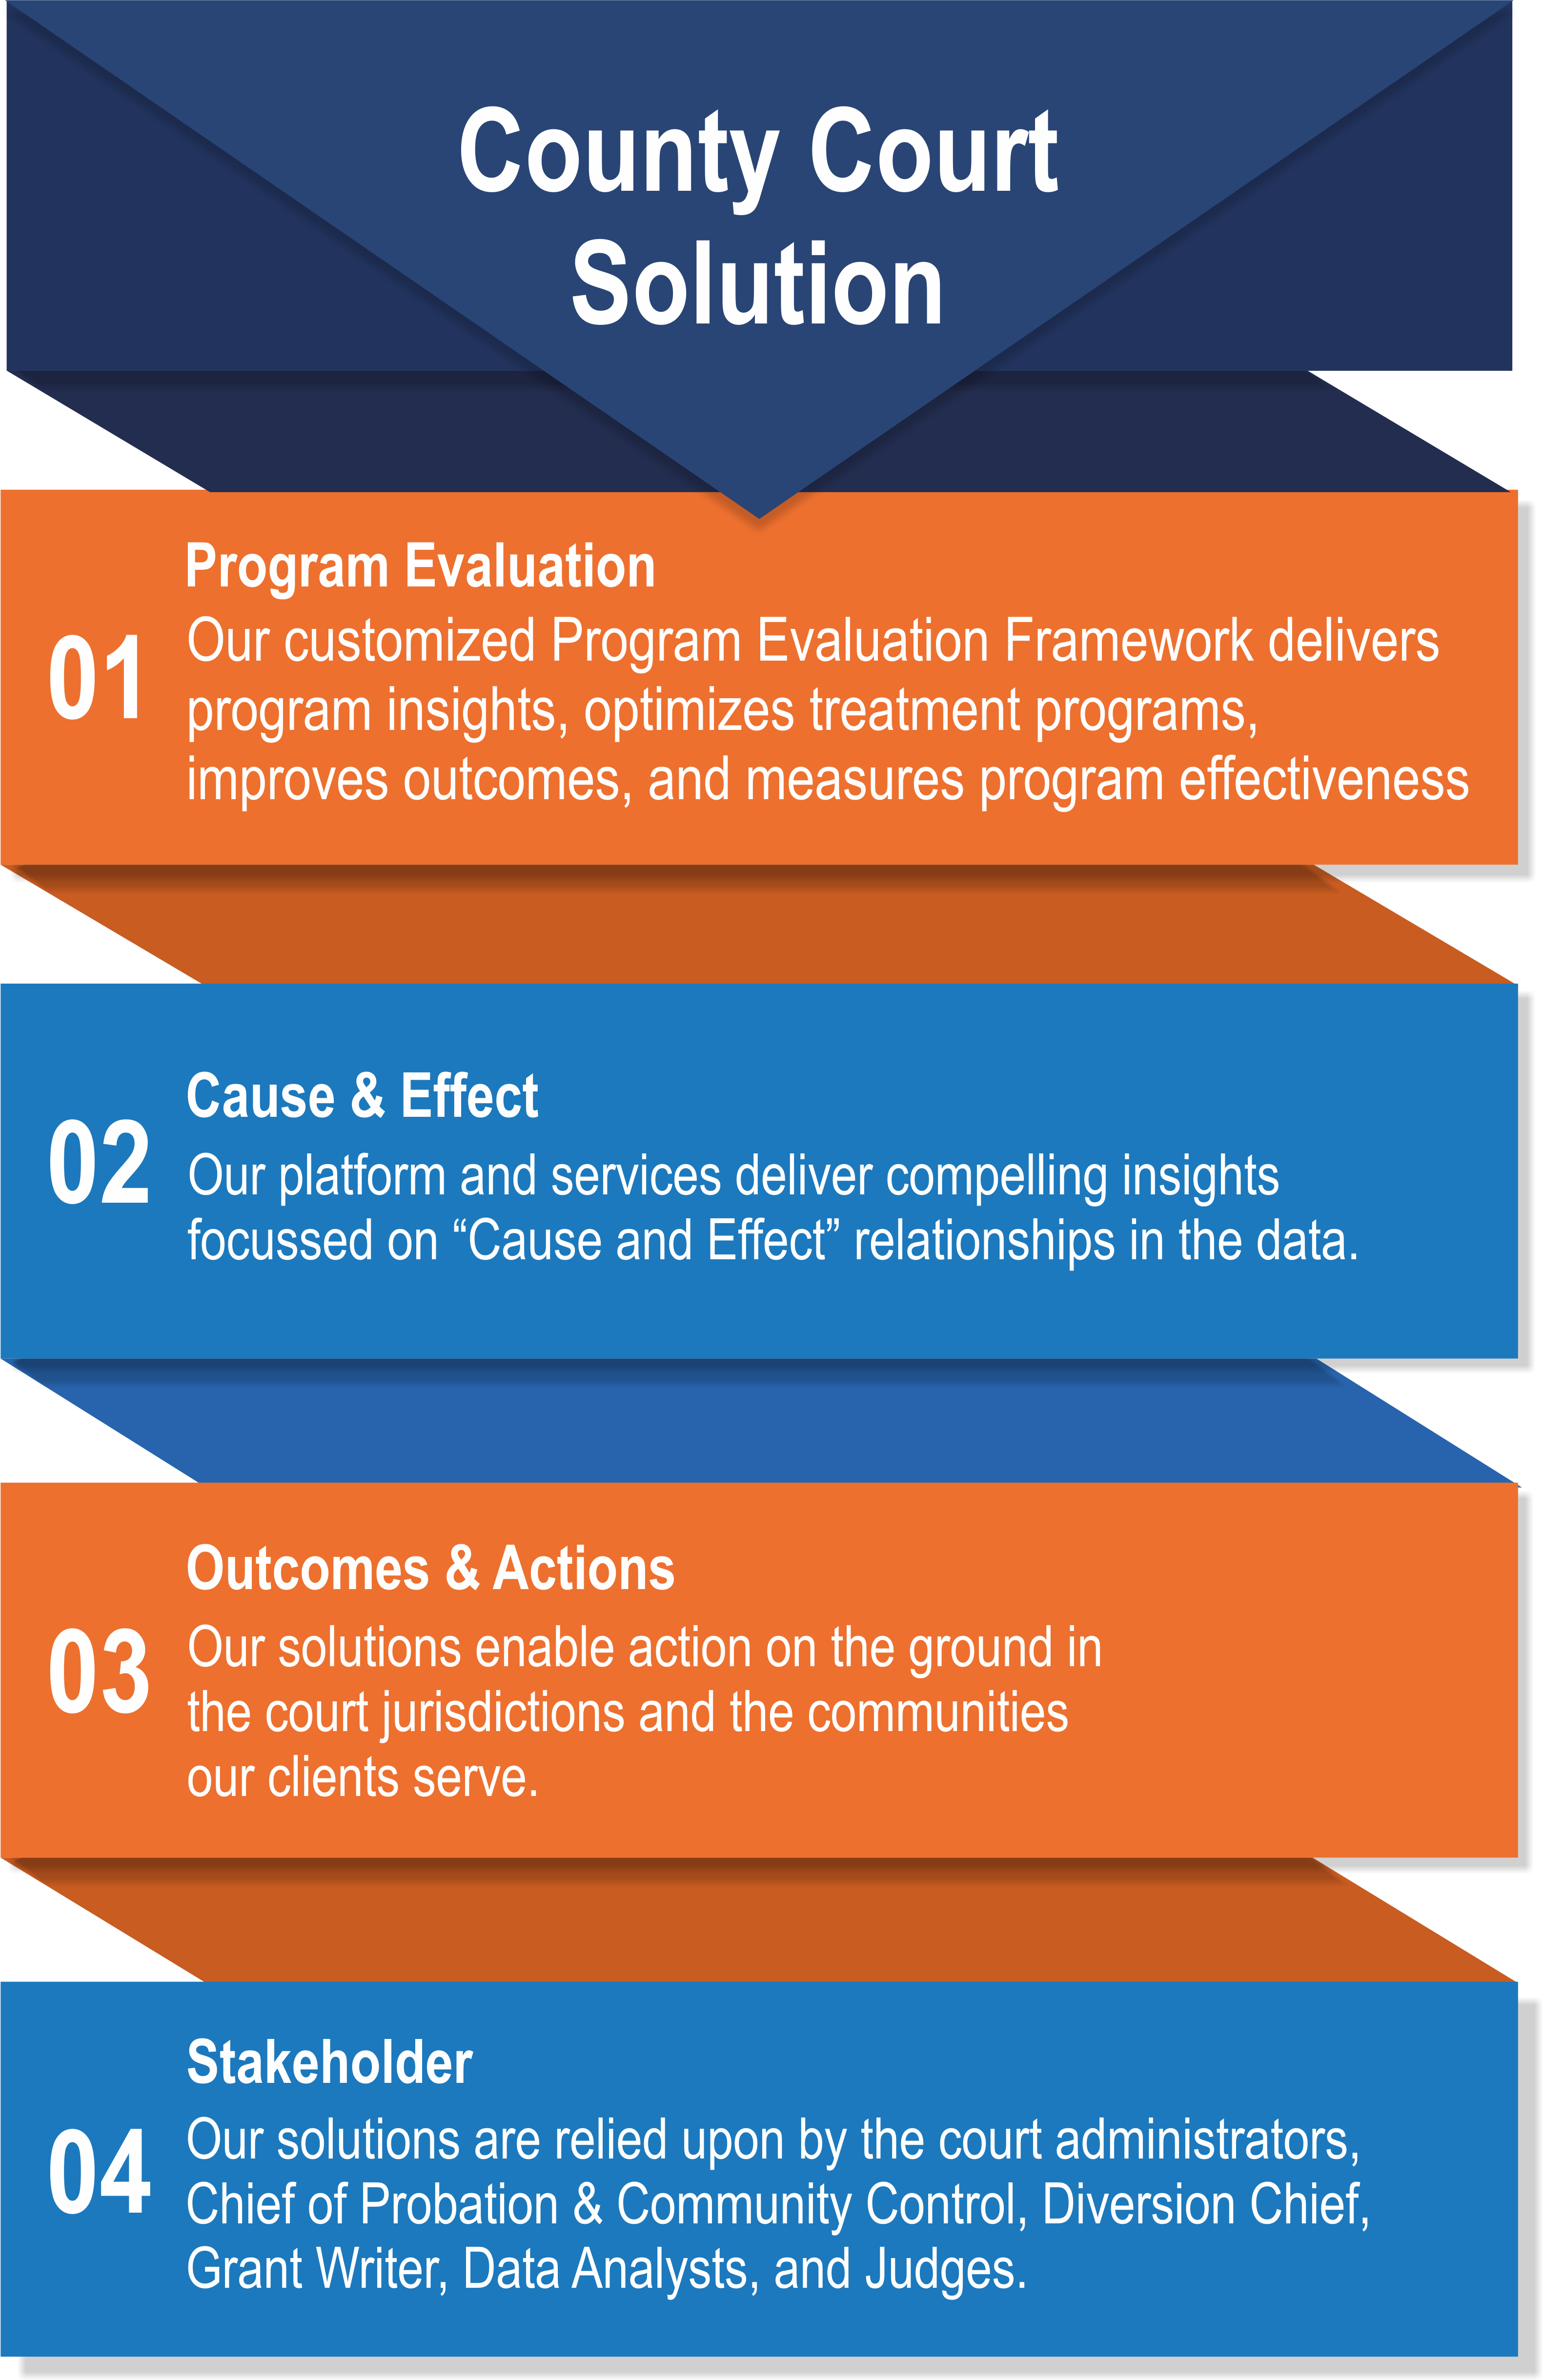 County Court
Solution
Program Evaluation
01
Our customized Program Evaluation Framework delivers
program insights, optimizes treatment programs,
improves outcomes, and measures program effectiveness
Cause & Effect
02
Our platform and services deliver compelling insights
focussed on “Cause and Effect” relationships in the data.
Outcomes & Actions
03
Our solutions enable action on the ground in
the court jurisdictions and the communities
our clients serve.
Stakeholder
04
Our solutions are relied upon by the court administrators,
Chief of Probation & Community Control, Diversion Chief,
Grant Writer, Data Analysts, and Judges.